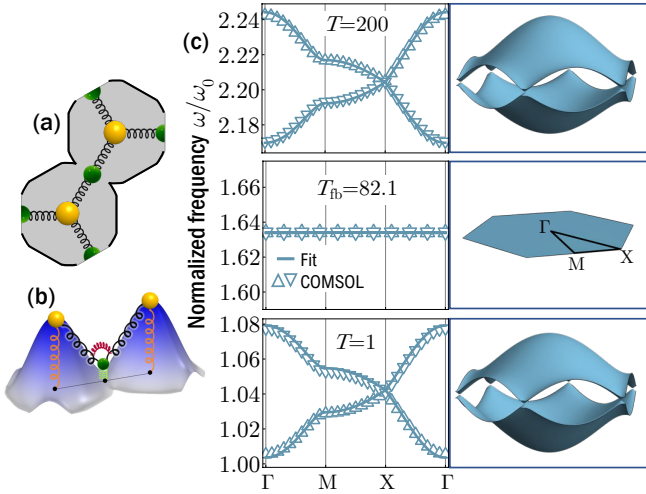 (a)
(b)
(c)
Normalized frequency ω/ω₀
2.24
2.22
2.20
2.18
T=200
1.66
1.64
1.62
1.60
T_fb=82.1
Fit
COMSOL
Γ
M
X
1.08
1.06
1.04
1.02
1.00
T=1
Γ M X Γ